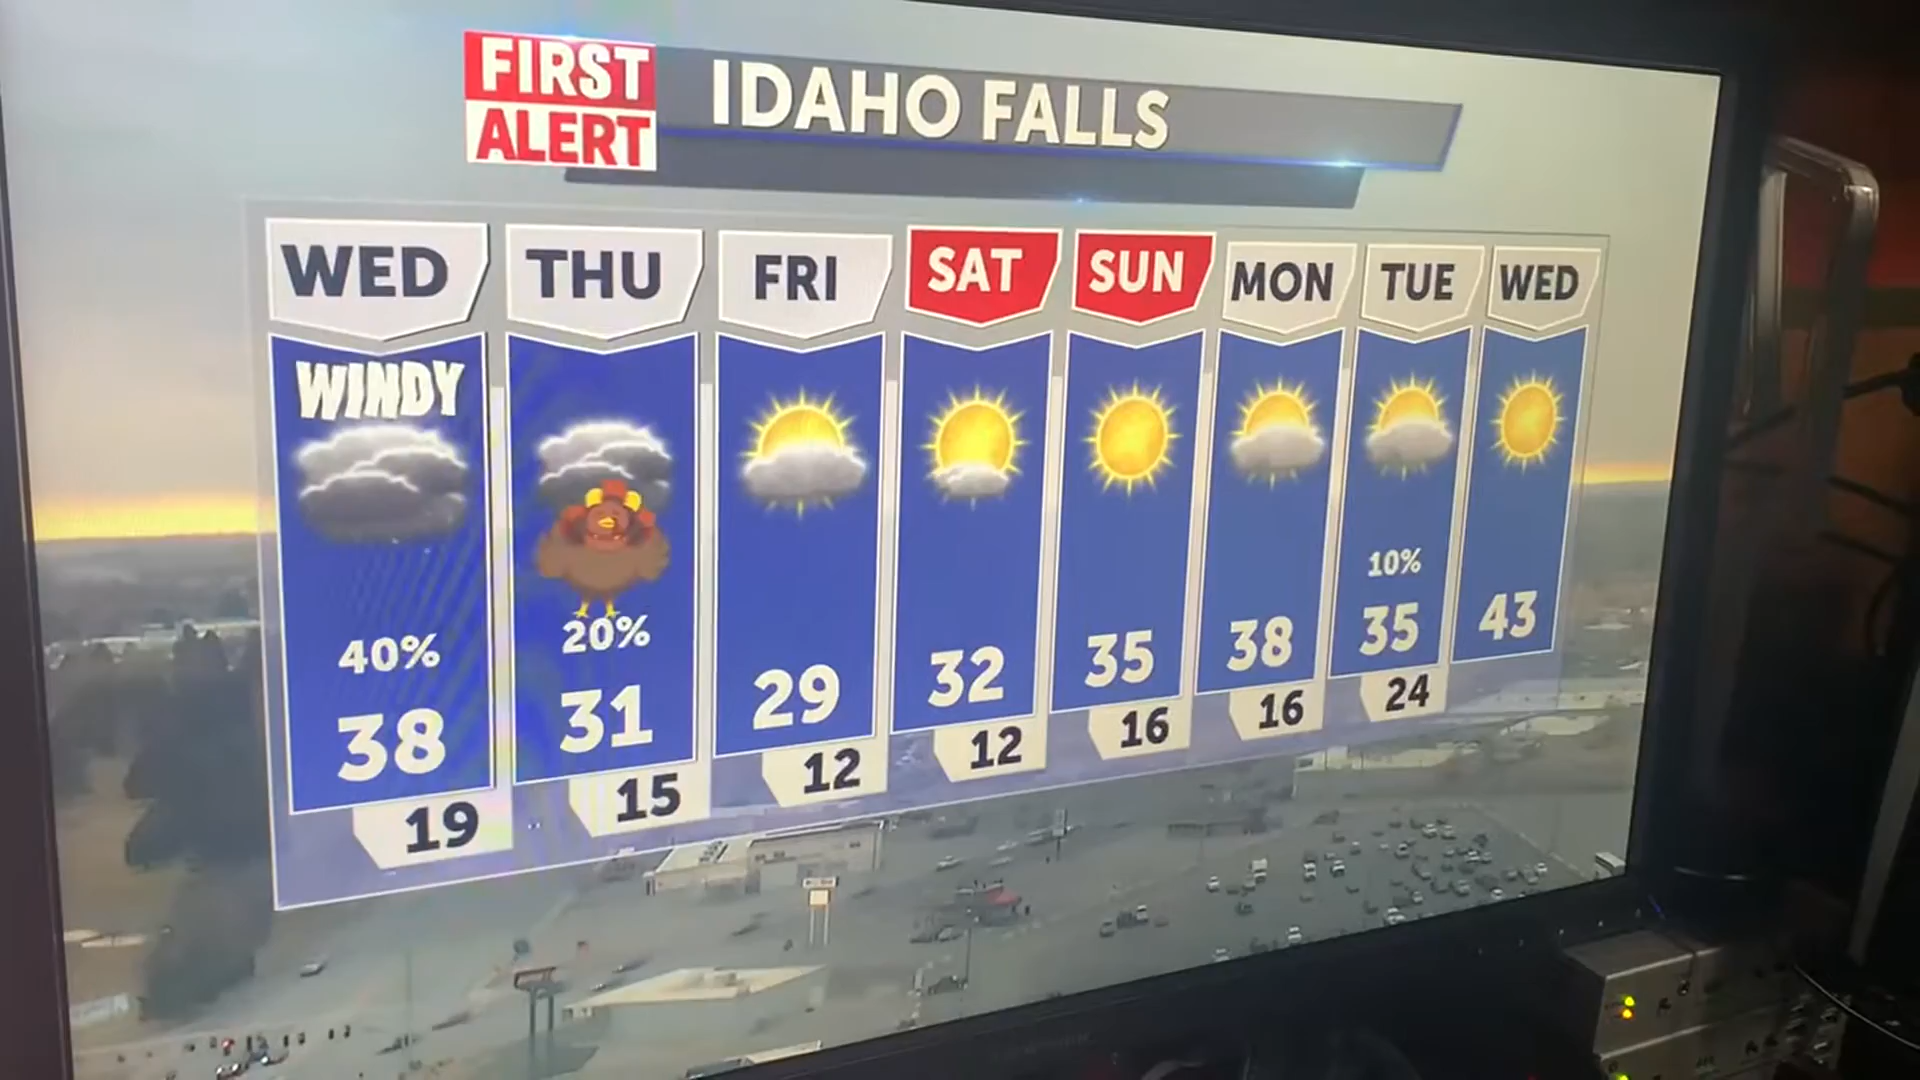 FIRST
ALERT
IDAHO FALLS
WED THU FRI SAT SUN MON TUE WED
WINDY
40% 20% 10%
38 31 29 32 35 38 35 43
19 15 12 12 16 16 24